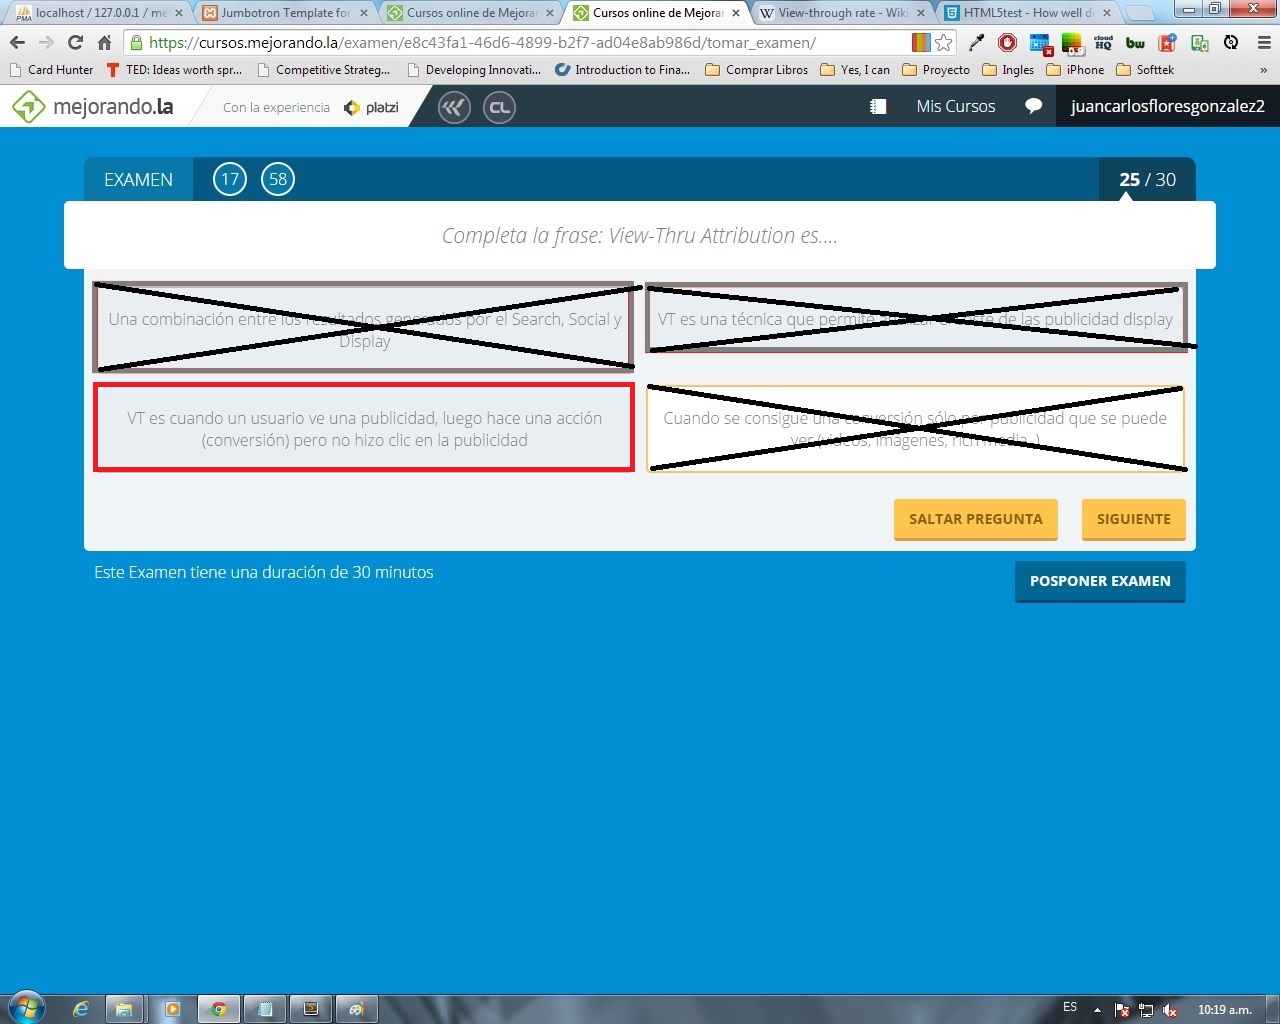 localhost / 127.0.0.1 / me
Jumbotron Template for
Cursos online de Mejorar
Cursos online de Mejorar
View-through rate - Wiki
HTML5test - How well do
https://cursos.mejorando.la/examen/e8c43fa1-46d6-4899-b2f7-ad04e8ab986d/tomar_examen/
cloud HQ
bw
Card Hunter
TED: Ideas worth spr...
Competitive Strateg...
Developing Innovati...
Introduction to Fina...
Comprar Libros
Yes, I can
Proyecto
Ingles
iPhone
Softtek
»
mejorando.la
Con la experiencia
platzi
CL
Mis Cursos
juancarlosfloresgonzalez2
EXAMEN
17
58
25 / 30
Completa la frase: View-Thru Attribution es....
Una combinación entre los resultados generados por el Search, Social y
Display
VT es una técnica que permite de las publicidad display
VT es cuando un usuario ve una publicidad, luego hace una acción
(conversión) pero no hizo clic en la publicidad
Cuando se consigue una conversión sólo por publicidad que se puede
ver (videos, imágenes, rich media..)
SALTAR PREGUNTA
SIGUIENTE
Este Examen tiene una duración de 30 minutos
POSPONER EXAMEN
ES
10:19 a.m.